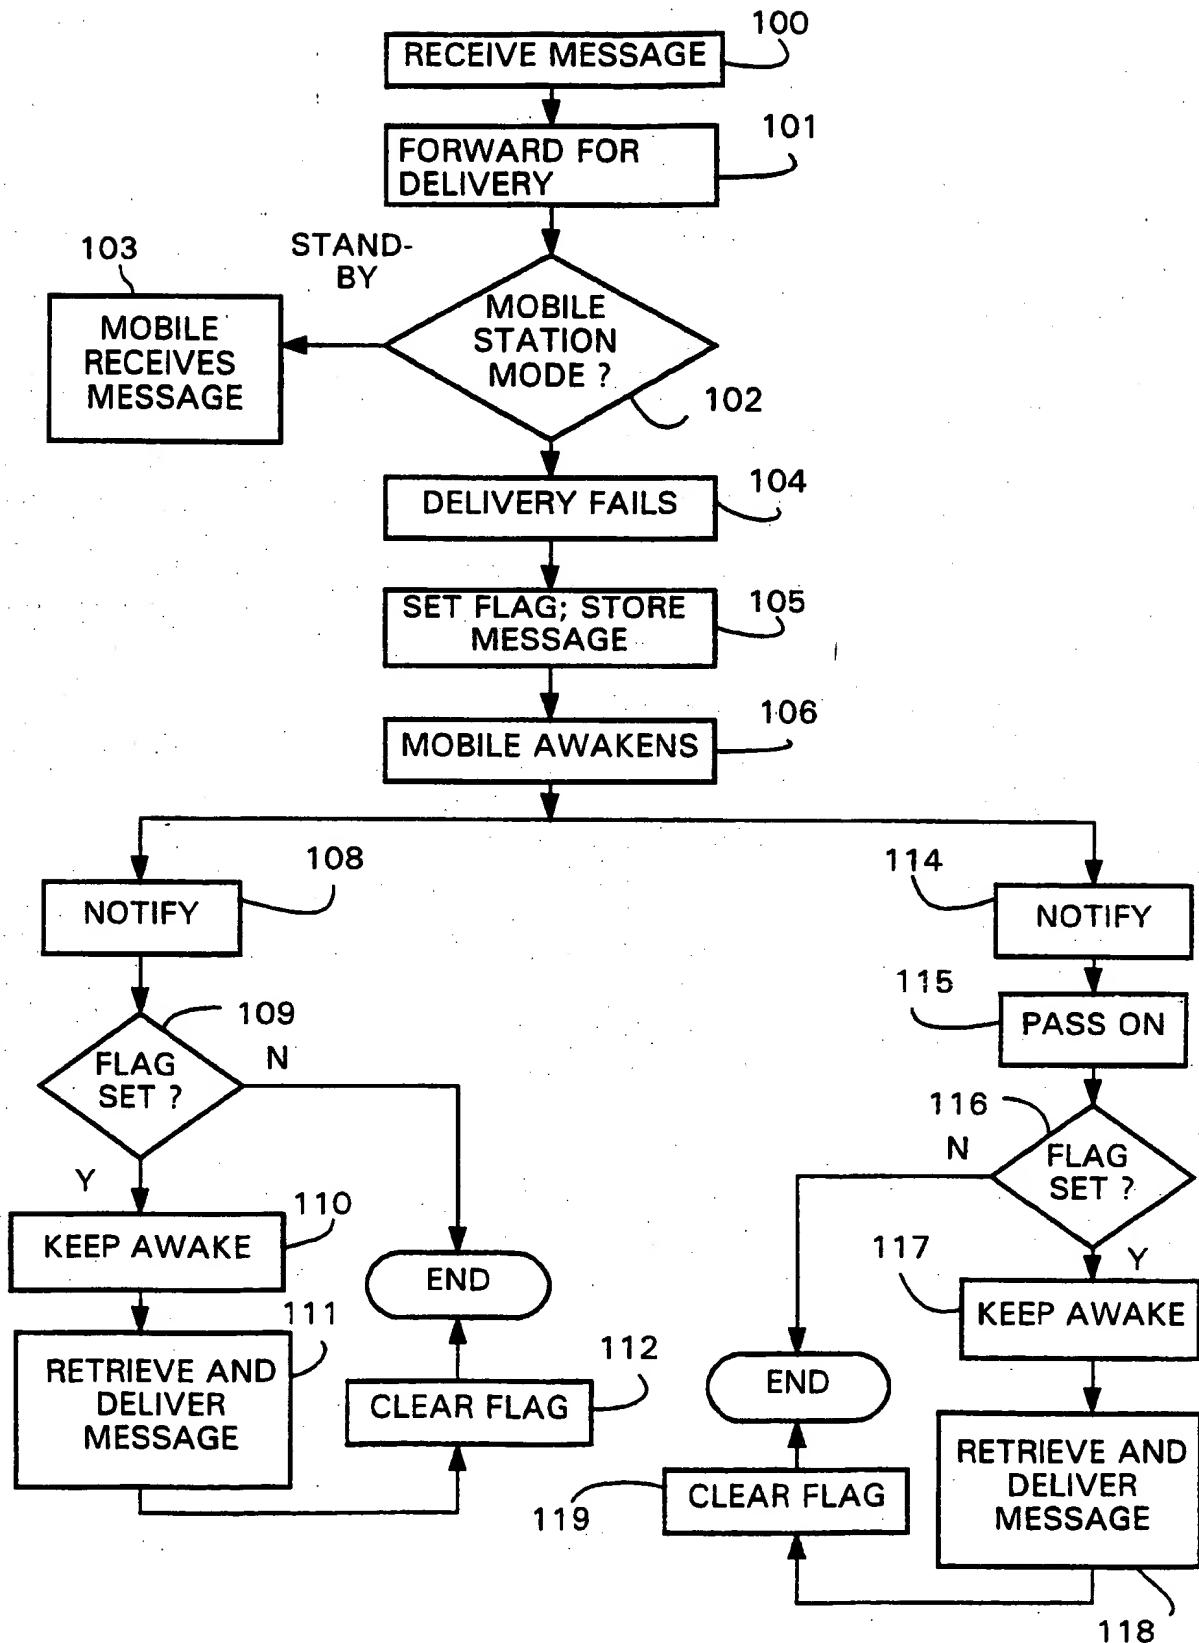 100
RECEIVE MESSAGE
101
FORWARD FOR
DELIVERY
103
STAND-
BY
MOBILE
RECEIVES
MESSAGE
MOBILE
STATION
MODE ?
102
DELIVERY FAILS
104
SET FLAG; STORE
MESSAGE
105
MOBILE AWAKENS
106
108
NOTIFY
109
FLAG
SET ?
N
Y
110
KEEP AWAKE
END
111
RETRIEVE AND
DELIVER
MESSAGE
112
CLEAR FLAG
114
NOTIFY
115
PASS ON
116
N
FLAG
SET ?
Y
117
KEEP AWAKE
END
RETRIEVE AND
DELIVER
MESSAGE
CLEAR FLAG
119
118